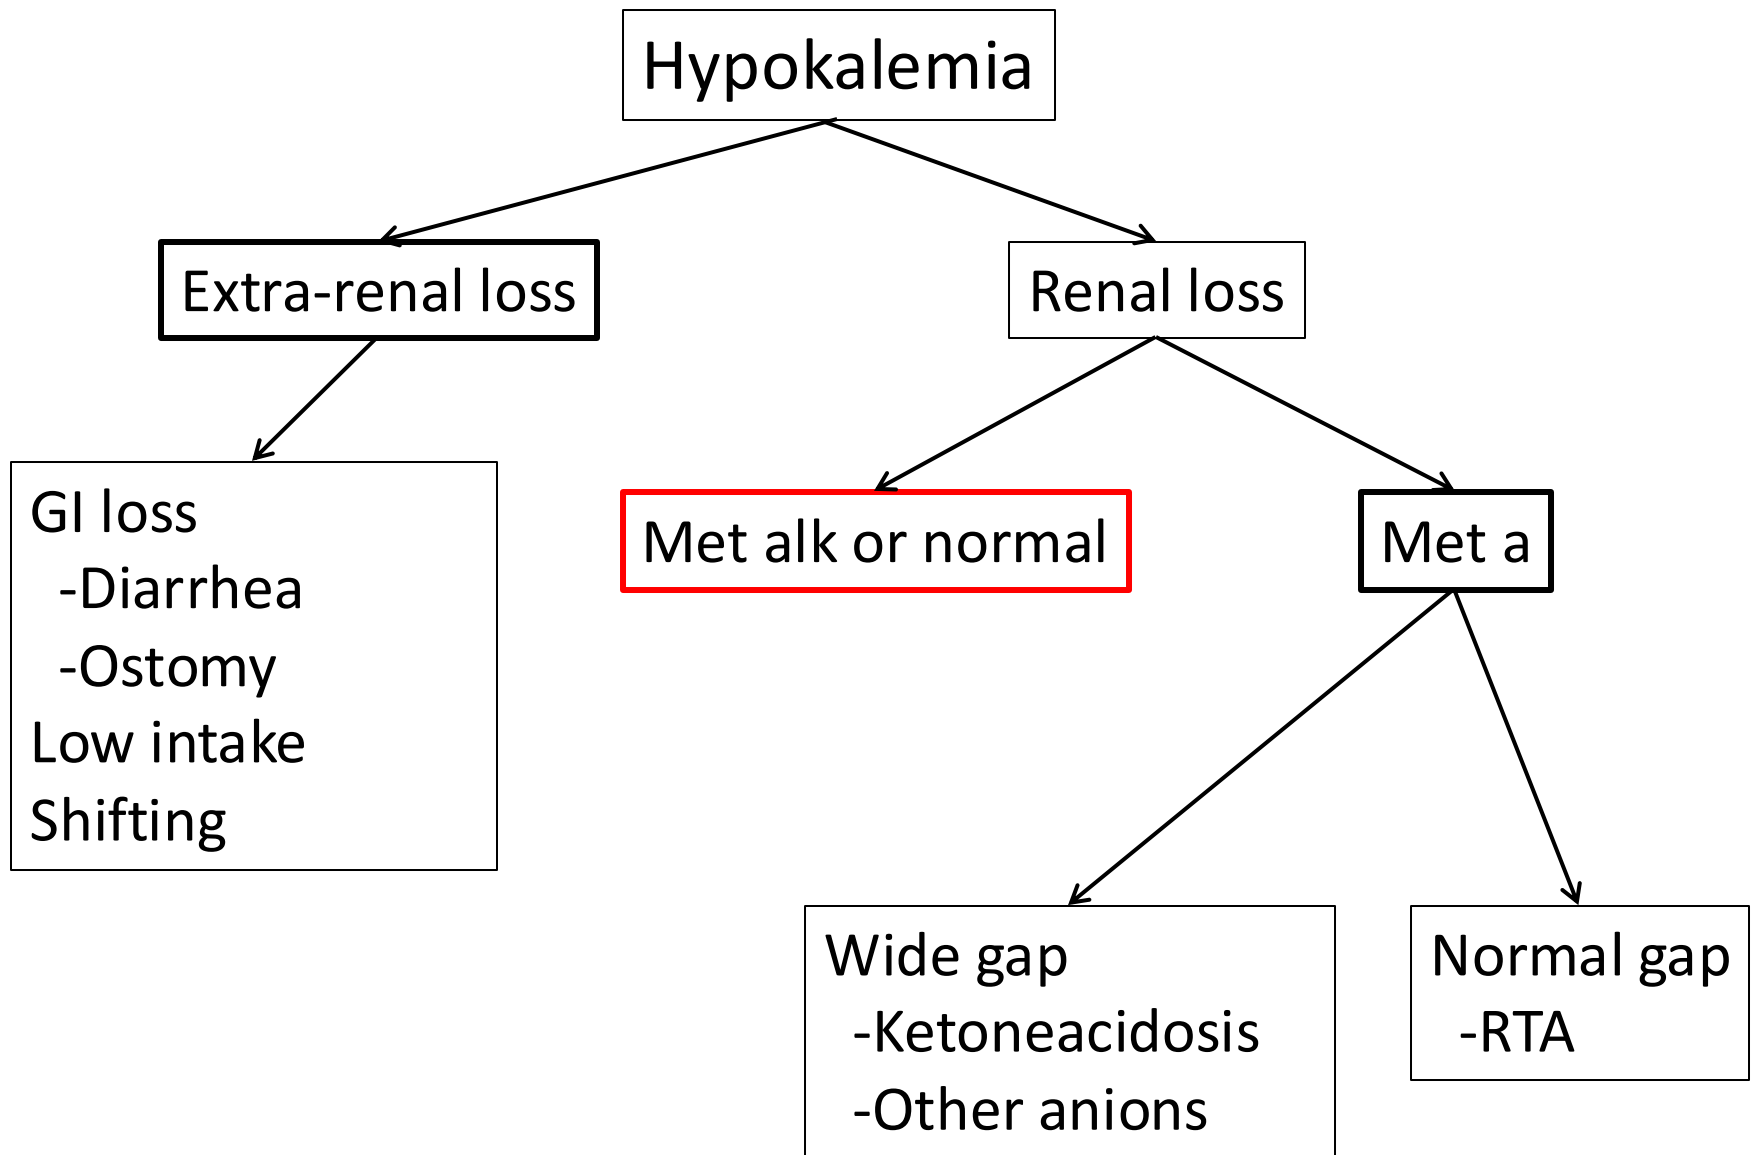 Hypokalemia
Extra-renal loss
Renal loss
GI loss
-Diarrhea
-Ostomy
Low intake
Shifting
Met alk or normal
Met a
Wide gap
-Ketoneacidosis
-Other anions
Normal gap
-RTA